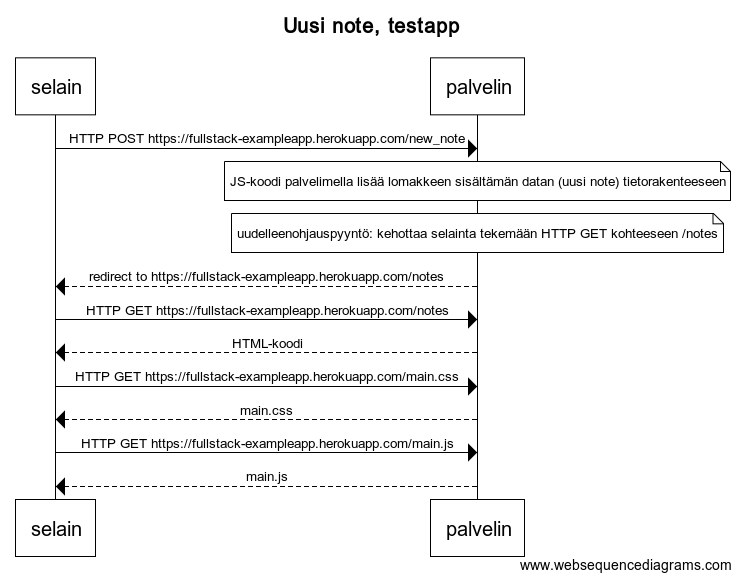 Uusi note, testapp
selain
palvelin
HTTP POST https://fullstack-exampleapp.herokuapp.com/new_note
JS-koodi palvelimella lisää lomakkeen sisältämän datan (uusi note) tietorakenteeseen
uudelleenohjauspyyntö: kehottaa selainta tekemään HTTP GET kohteeseen /notes
redirect to https://fullstack-exampleapp.herokuapp.com/notes
HTTP GET https://fullstack-exampleapp.herokuapp.com/notes
HTML-koodi
HTTP GET https://fullstack-exampleapp.herokuapp.com/main.css
main.css
HTTP GET https://fullstack-exampleapp.herokuapp.com/main.js
main.js
selain
palvelin
www.websequencediagrams.com